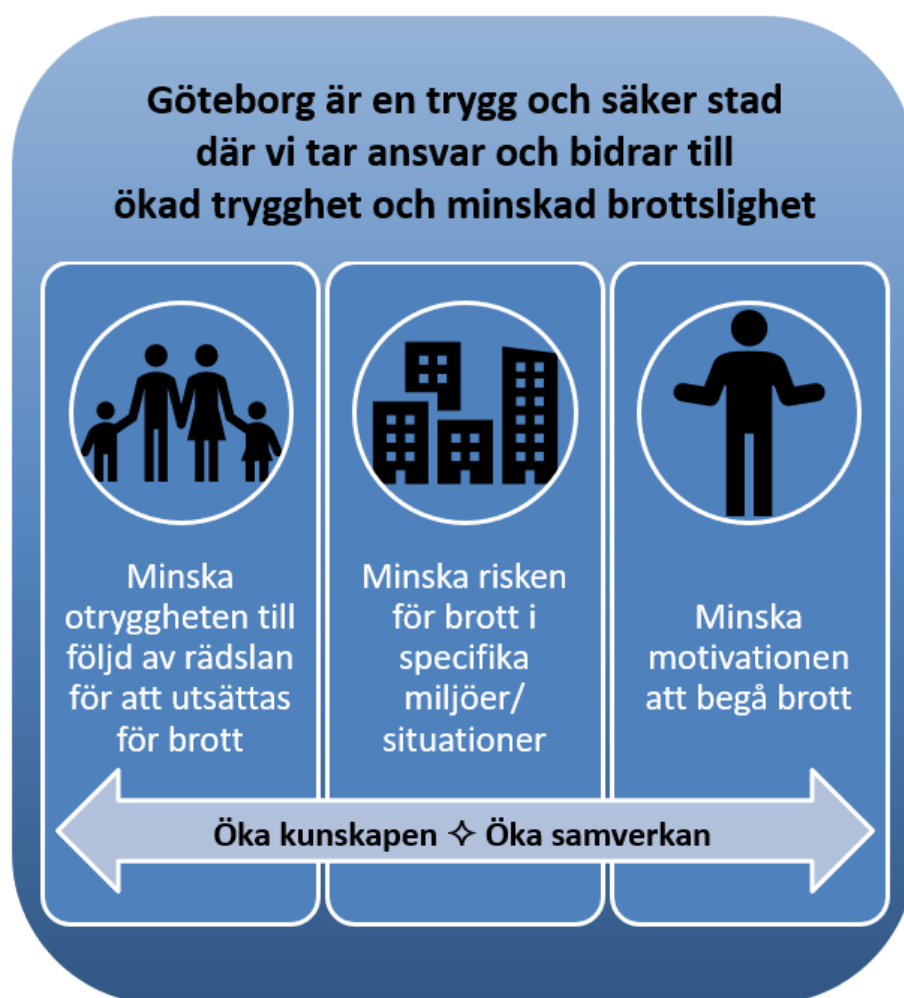 Göteborg är en trygg och säker stad
där vi tar ansvar och bidrar till
ökad trygghet och minskad brottslighet
Minska
otryggheten till
följd av rädslan
för att utsättas
för brott
Minska risken
för brott i
specifika
miljöer/
situationer
Minska
motivationen
att begå brott
Öka kunskapen ✧ Öka samverkan